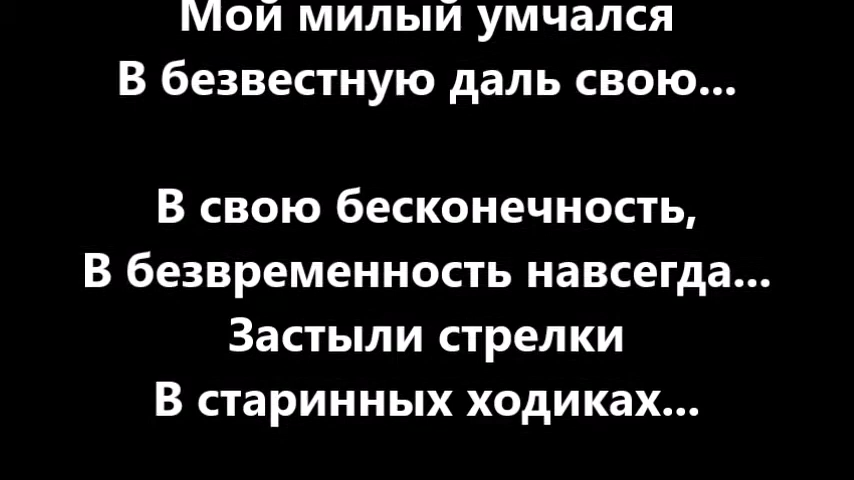 Мой милый умчался
В безвестную даль свою...
В свою бесконечность,
В безвременность навсегда...
Застыли стрелки
В старинных ходиках...